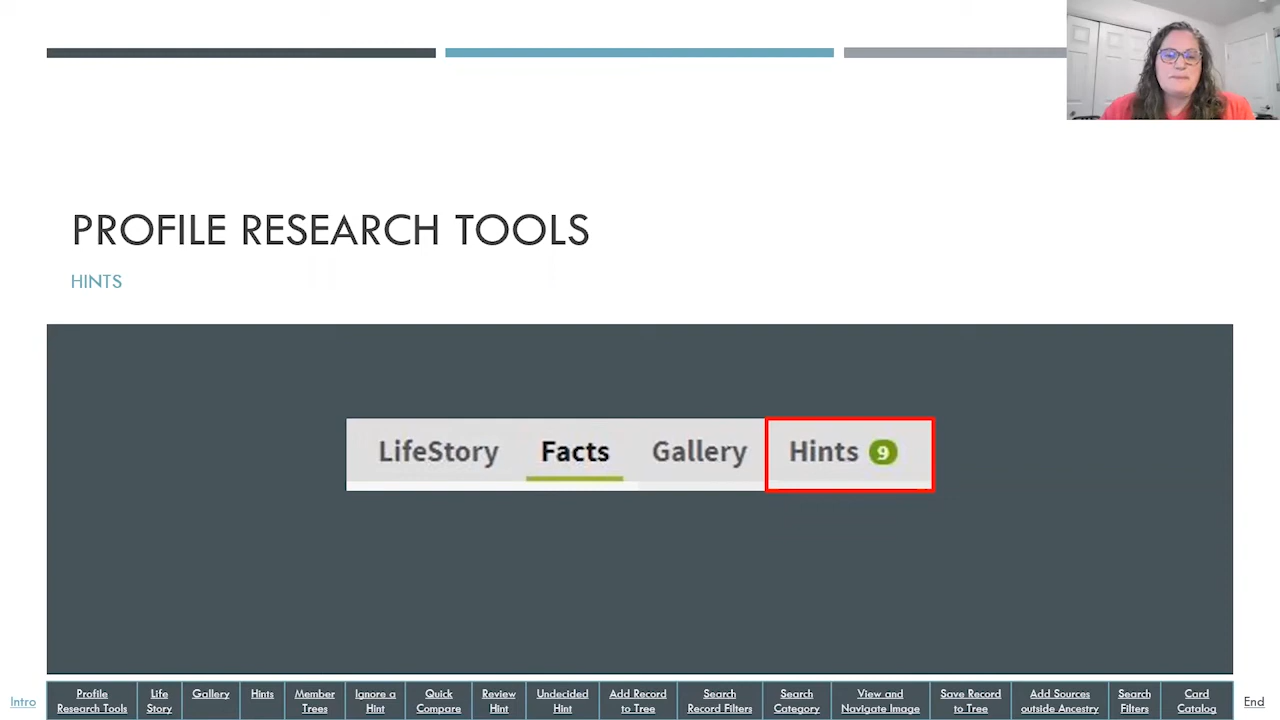 PROFILE RESEARCH TOOLS
HINTS
LifeStory Facts Gallery Hints 9
Intro
Profile
Research Tools
Life
Story
Gallery
Hints
Member
Trees
Ignore a
Hint
Quick
Compare
Review
Hint
Undecided
Hint
Add Record
to Tree
Search
Record Filters
Search
Category
View and
Navigate Image
Save Record
to Tree
Add Sources
outside Ancestry
Search
Filters
Card
Catalog
End